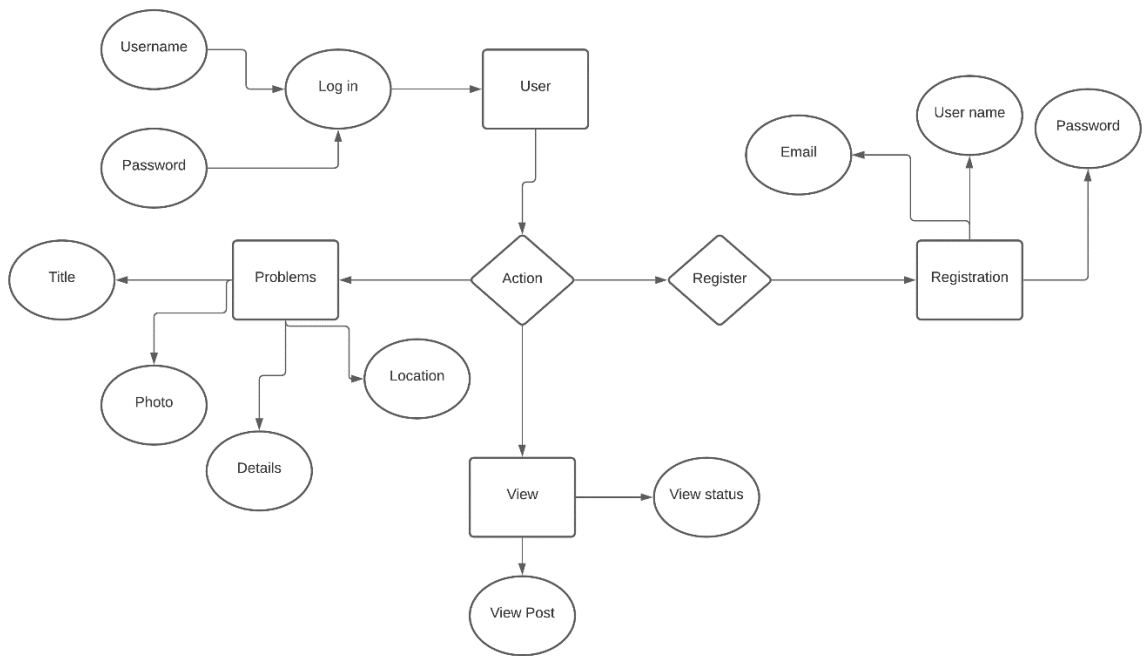 Username
Log in
User
User name
Password
Email
Password
Title
Problems
Action
Register
Registration
Photo
Location
Details
View
View status
View Post